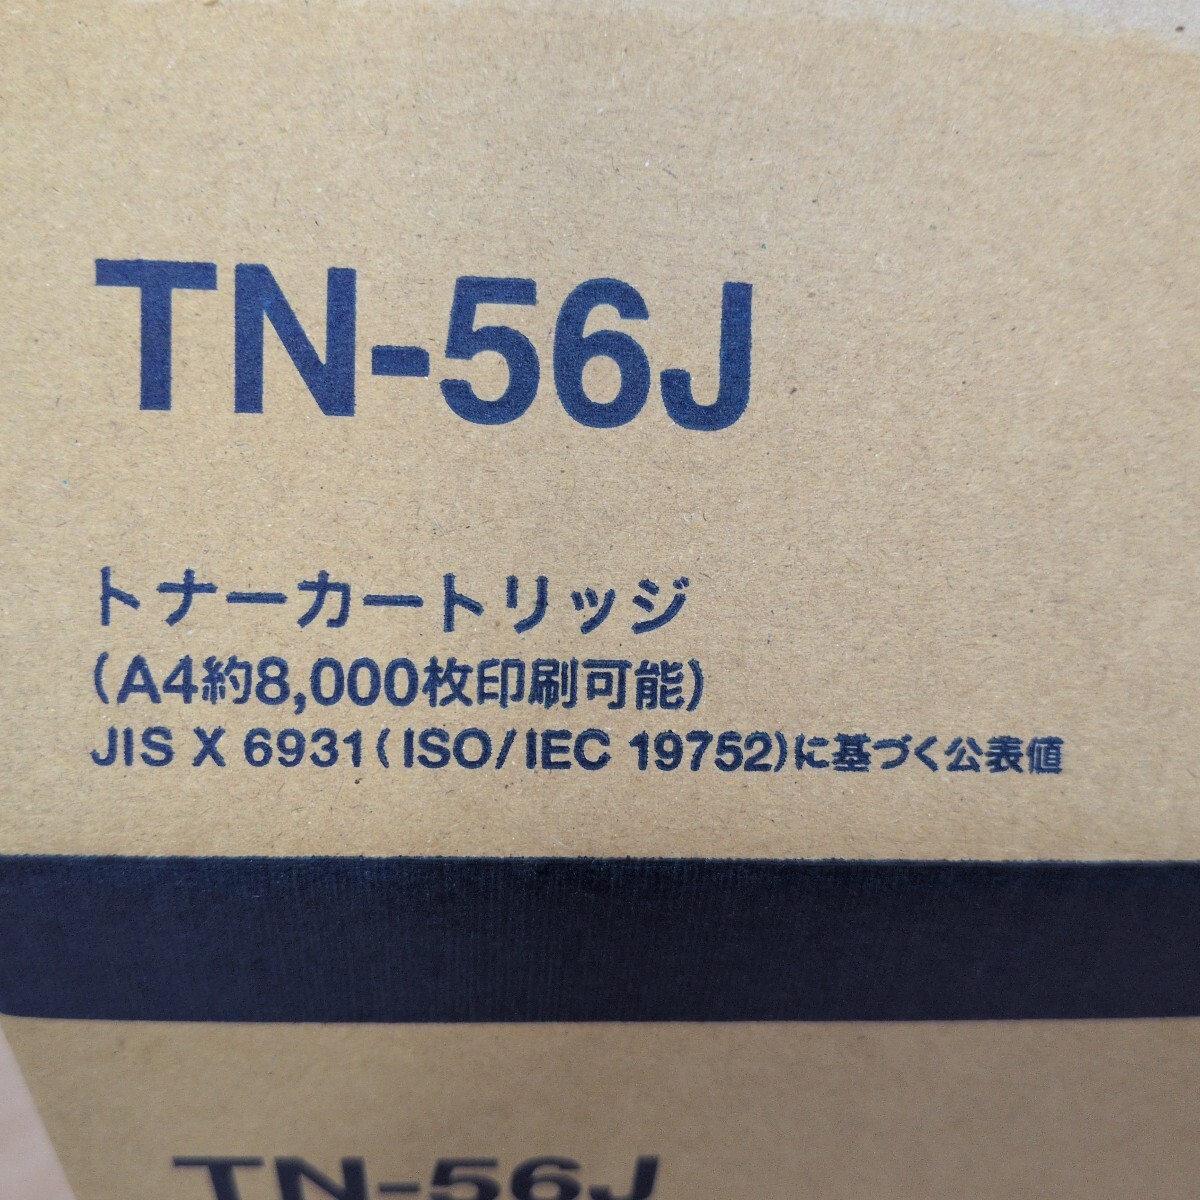 TN-56J
トナーカートリッジ
(A4約8,000枚印刷可能)
JIS X 6931(ISO/IEC 19752)に基づく公表値
TN-56J